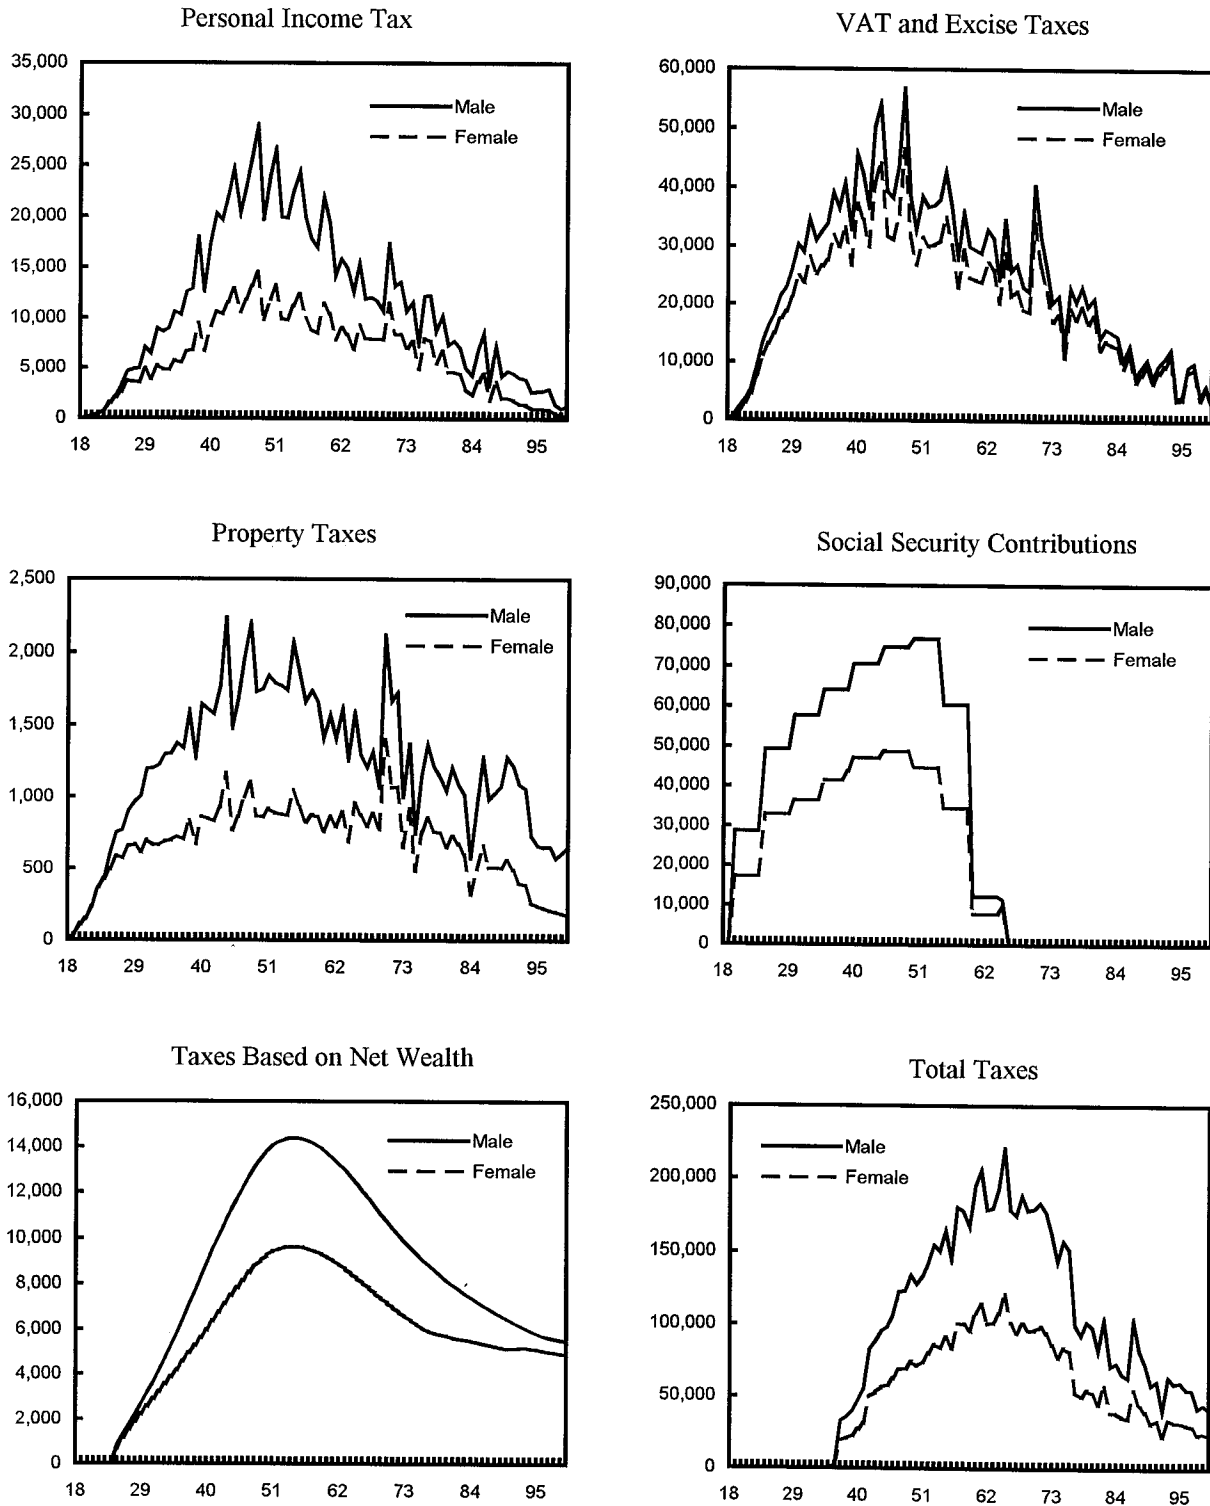 Personal Income Tax
35,000
30,000
25,000
20,000
15,000
10,000
5,000
0
Male
Female
18 29 40 51 62 73 84 95
VAT and Excise Taxes
60,000
50,000
40,000
30,000
20,000
10,000
0
Male
Female
18 29 40 51 62 73 84 95
Property Taxes
2,500
2,000
1,500
1,000
500
0
Male
Female
18 29 40 51 62 73 84 95
Social Security Contributions
90,000
80,000
70,000
60,000
50,000
40,000
30,000
20,000
10,000
0
Male
Female
18 29 40 51 62 73 84 95
Taxes Based on Net Wealth
16,000
14,000
12,000
10,000
8,000
6,000
4,000
2,000
0
Male
Female
18 29 40 51 62 73 84 95
Total Taxes
250,000
200,000
150,000
100,000
50,000
0
Male
Female
18 29 40 51 62 73 84 95